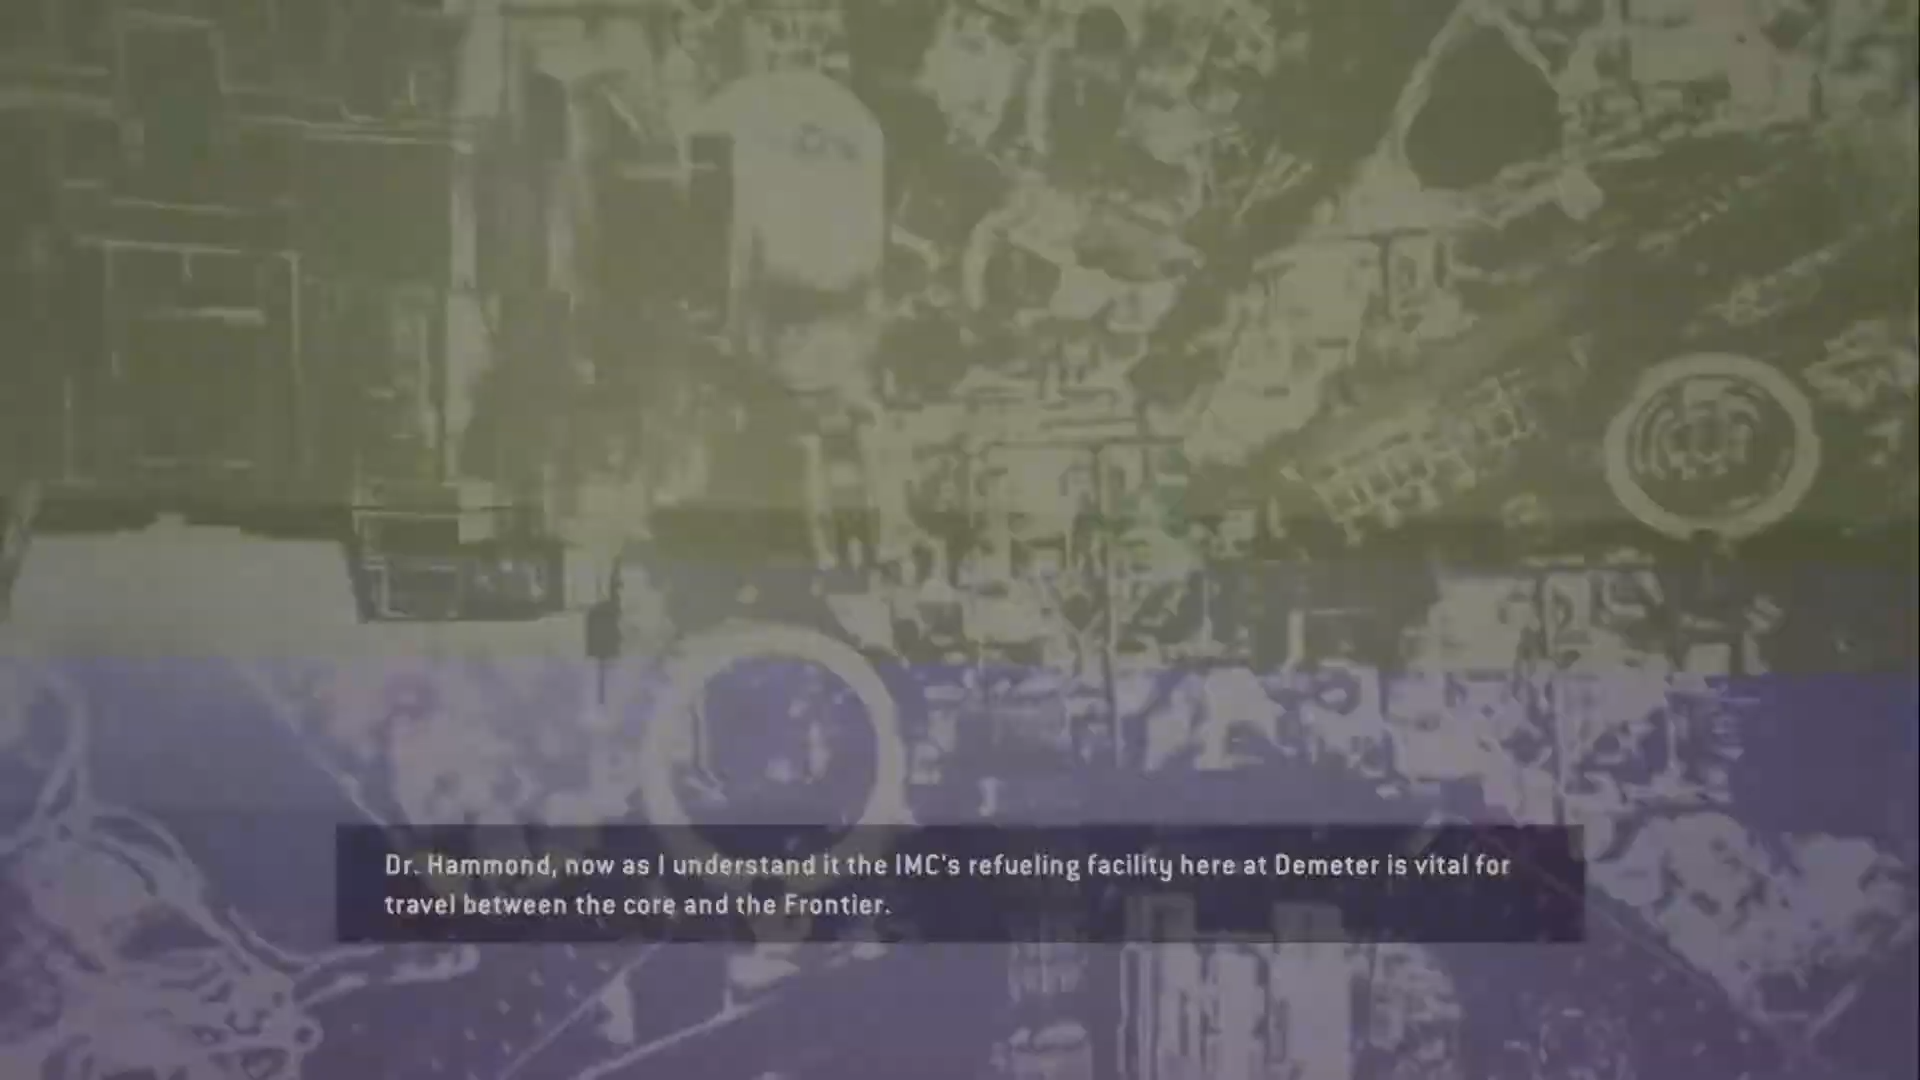 Dr. Hammond, now as I understand it the IMC's refueling facility here at Demeter is vital for
travel between the core and the Frontier.